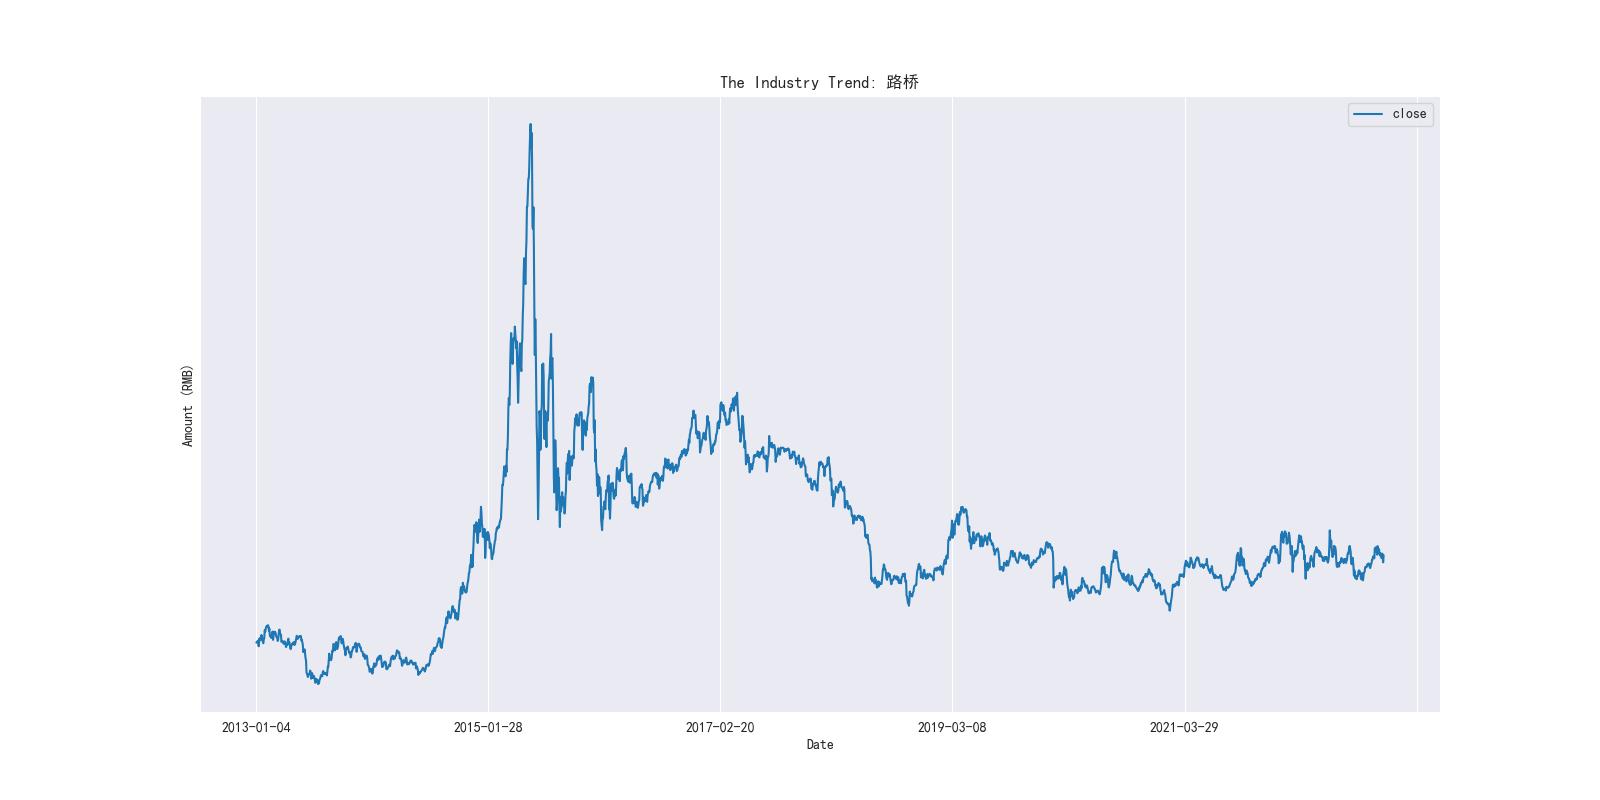 The Industry Trend: 路桥
close
Amount (RMB)
2013-01-04
2015-01-28
2017-02-20
2019-03-08
2021-03-29
Date